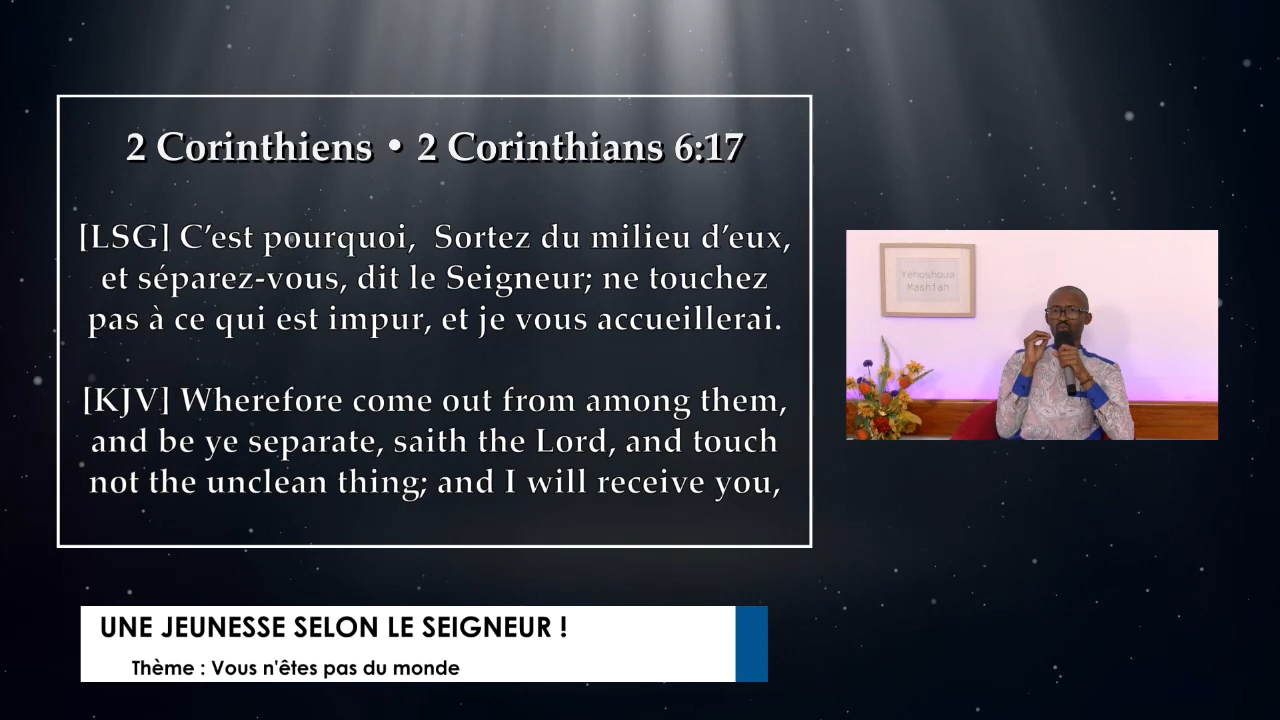 2 Corinthiens • 2 Corinthians 6:17
[LSG] C’est pourquoi,  Sortez du milieu d’eux,
et séparez-vous, dit le Seigneur; ne touchez
pas à ce qui est impur, et je vous accueillerai.
[KJV] Wherefore come out from among them,
and be ye separate, saith the Lord, and touch
not the unclean thing; and I will receive you,
Yehoshoua
Mashiah
UNE JEUNESSE SELON LE SEIGNEUR !
Thème : Vous n'êtes pas du monde